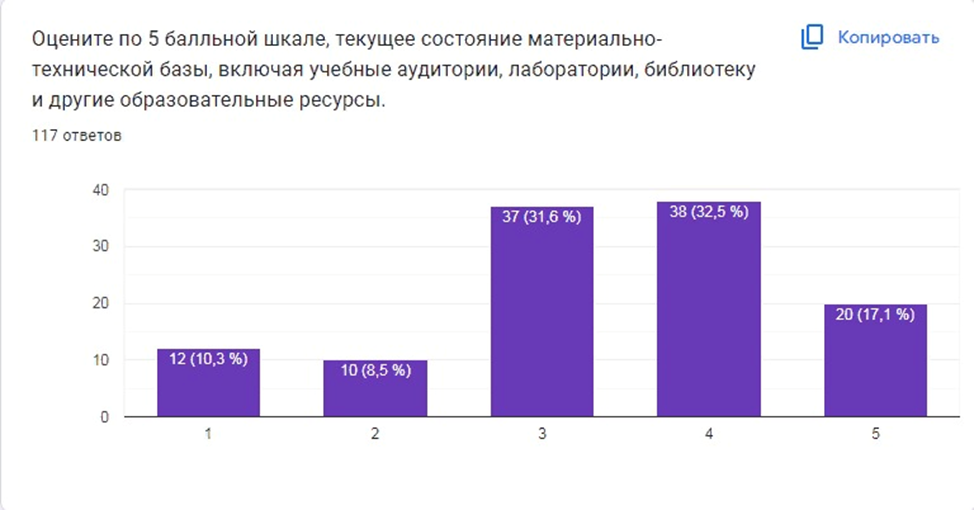 Оцените по 5 балльной шкале, текущее состояние материально-
технической базы, включая учебные аудитории, лаборатории, библиотеку
и другие образовательные ресурсы.
Копировать
117 ответов
40
30
20
10
0
12 (10,3 %)
10 (8,5 %)
37 (31,6 %)
38 (32,5 %)
20 (17,1 %)
1
2
3
4
5